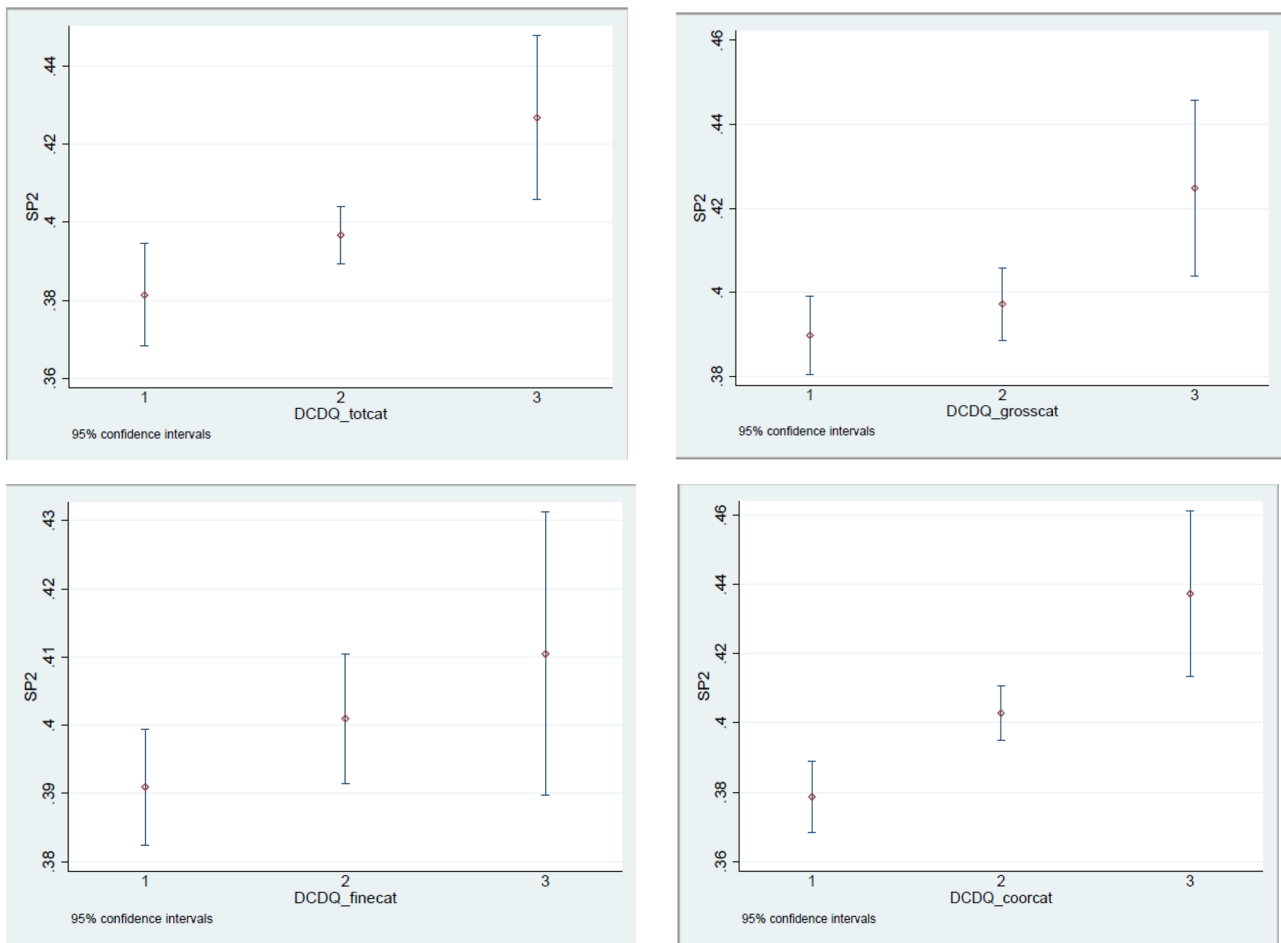 .44
.42
.4
.38
.36
SP2
1 2 3
DCDQ_totcat
95% confidence intervals
.46
.44
.42
.4
.38
SP2
1 2 3
DCDQ_grosscat
95% confidence intervals
.43
.42
.41
.4
.39
.38
SP2
1 2 3
DCDQ_finecat
95% confidence intervals
.46
.44
.42
.4
.38
.36
SP2
1 2 3
DCDQ_coorcat
95% confidence intervals